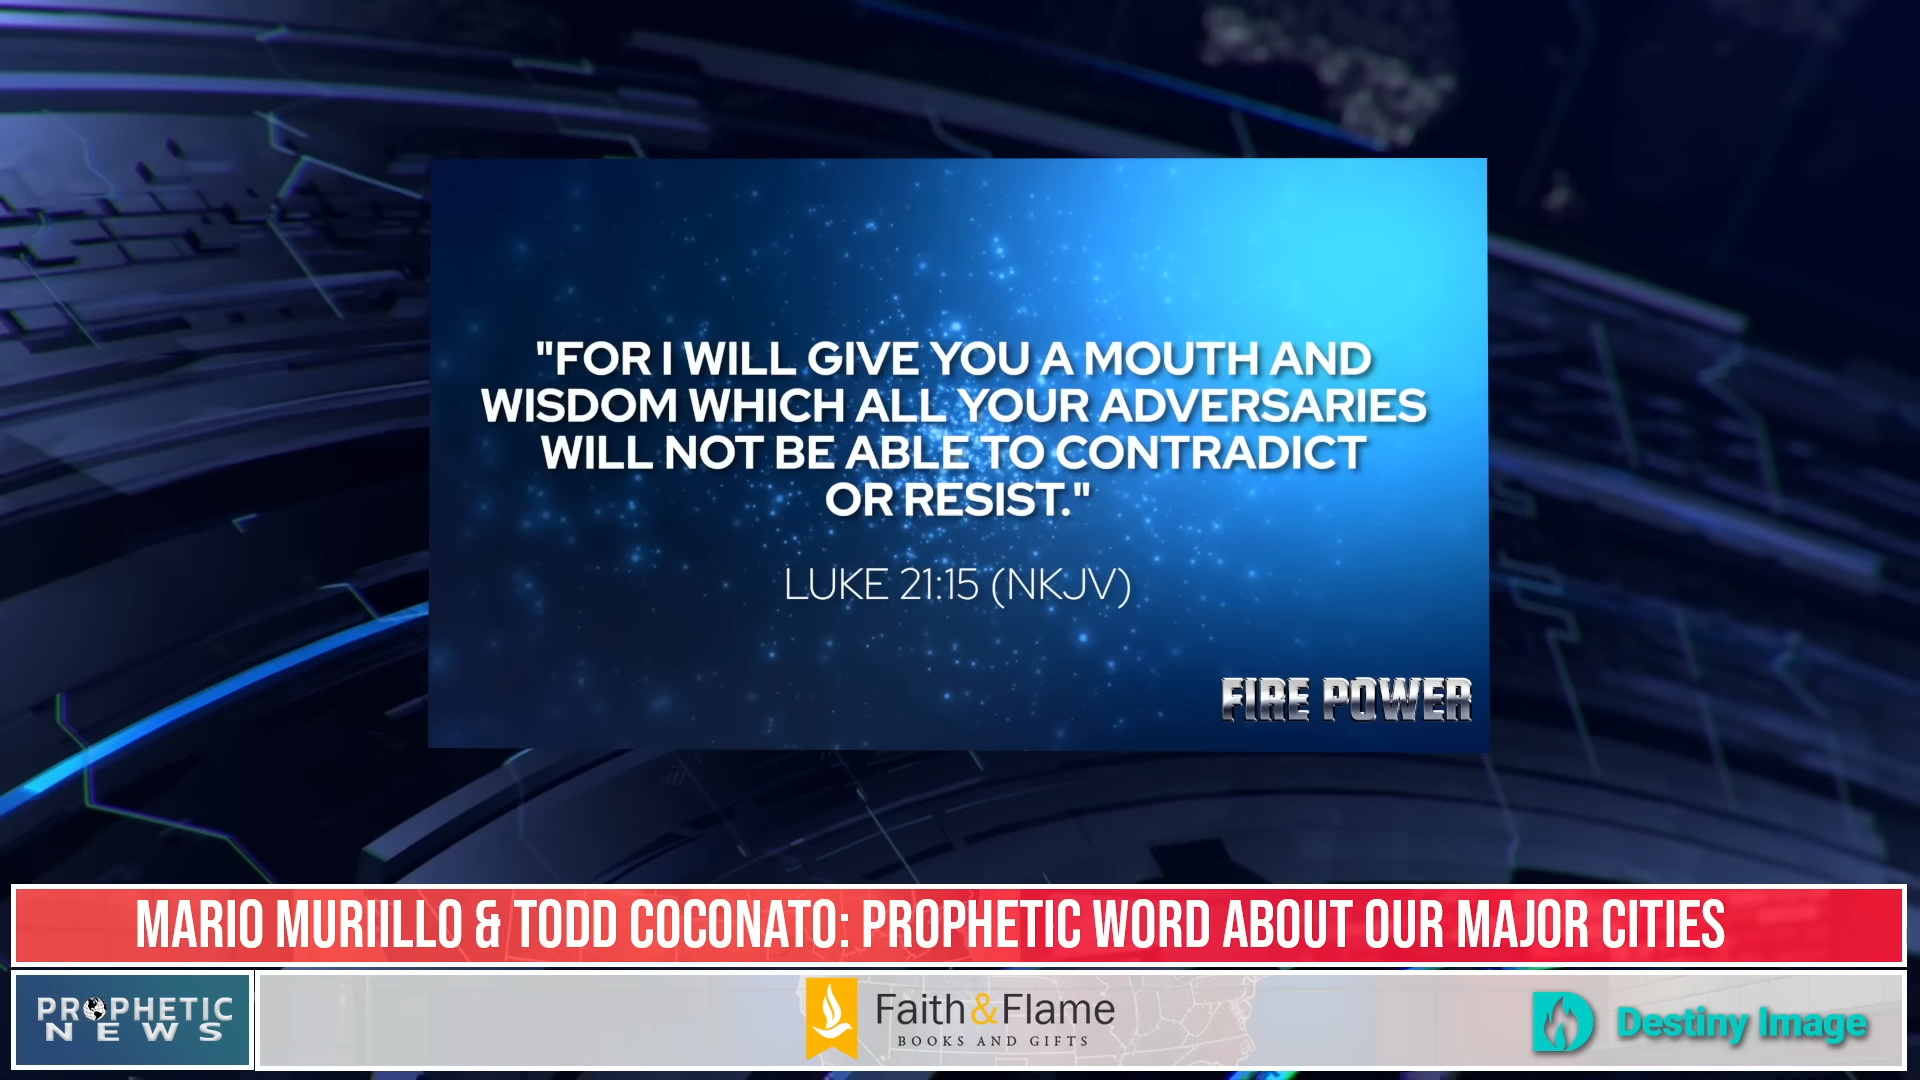 "FOR I WILL GIVE YOU A MOUTH AND
WISDOM WHICH ALL YOUR ADVERSARIES
WILL NOT BE ABLE TO CONTRADICT
OR RESIST."
LUKE 21:15 (NKJV)
FIRE POWER
MARIO MURIILLO & TODD COCONATO: PROPHETIC WORD ABOUT OUR MAJOR CITIES
PROPHETIC
NEWS
Faith&Flame
BOOKS AND GIFTS
Destiny Image